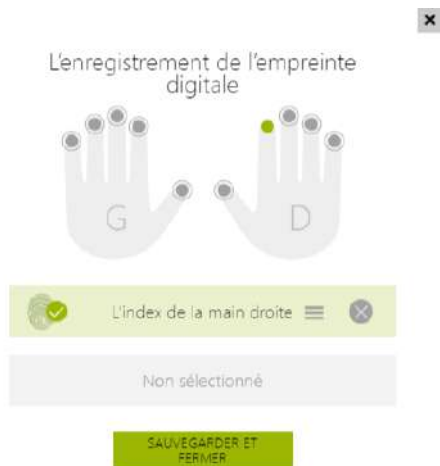 L'enregistrement de l'empreinte
digitale
G
D
L'index de la main droite
Non sélectionné
SAUVEGARDER ET
FERMER